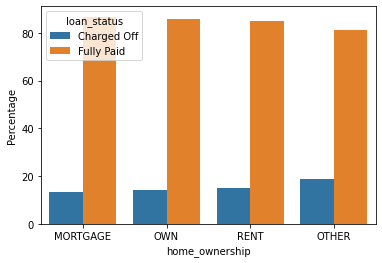 loan_status
Charged Off
Fully Paid
80
60
40
20
0
Percentage
MORTGAGE OWN RENT OTHER
home_ownership